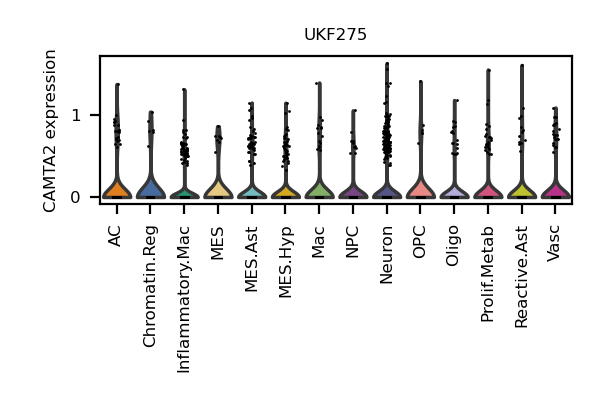 UKF275
CAMTA2 expression
1
0
AC
Chromatin.Reg
Inflammatory.Mac
MES
MES.Ast
MES.Hyp
Mac
NPC
Neuron
OPC
Oligo
Prolif.Metab
Reactive.Ast
Vasc